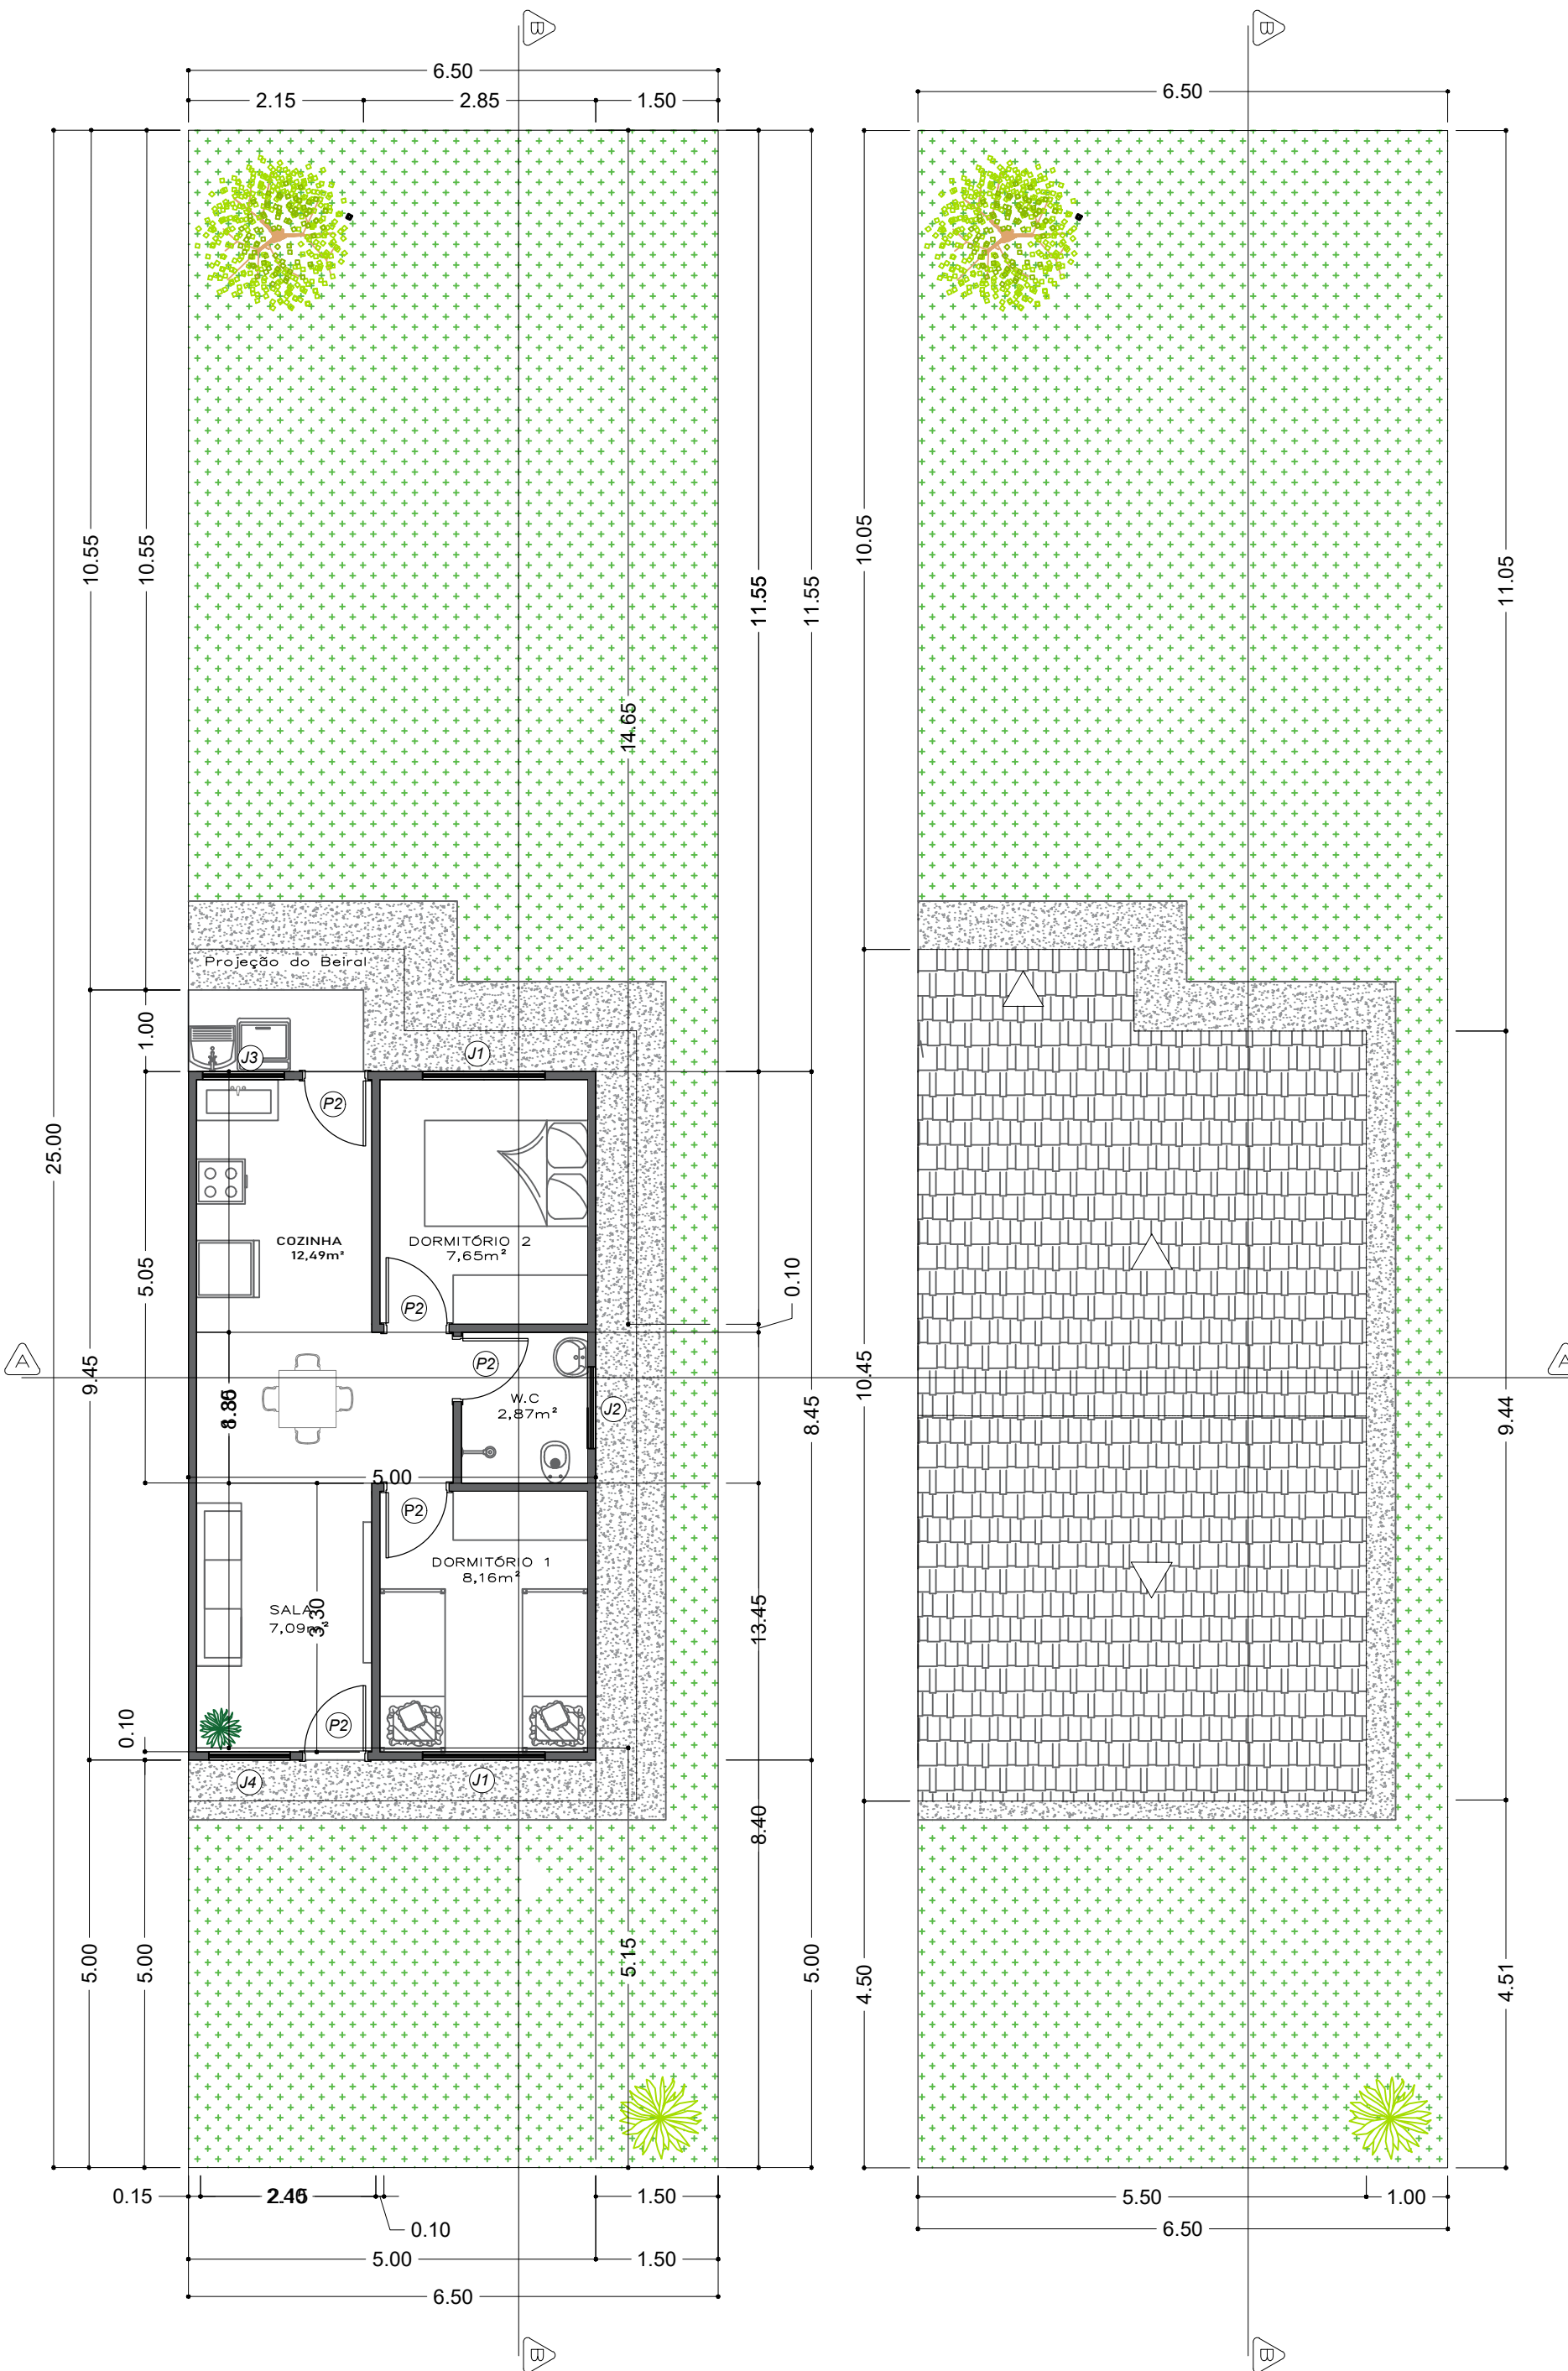 B
B
6.50
2.15
2.85
1.50
6.50
10.55
10.55
11.55
11.55
14.65
10.05
11.05
Projeção do Beiral
25.00
1.00
J3
J1
P2
COZINHA
12,49m²
DORMITÓRIO 2
7,65m²
5.05
0.10
P2
A
A
9.45
P2
W.C
2,87m²
J2
8.45
10.45
9.44
5.00
P2
DORMITÓRIO 1
8,16m²
SALA
7,09m²
3,30
13.45
0.10
P2
J4
J1
8.40
5.00
5.00
5.15
5.00
4.50
4.51
0.15
0.10
1.50
5.50
1.00
5.00
1.50
6.50
6.50
B
B